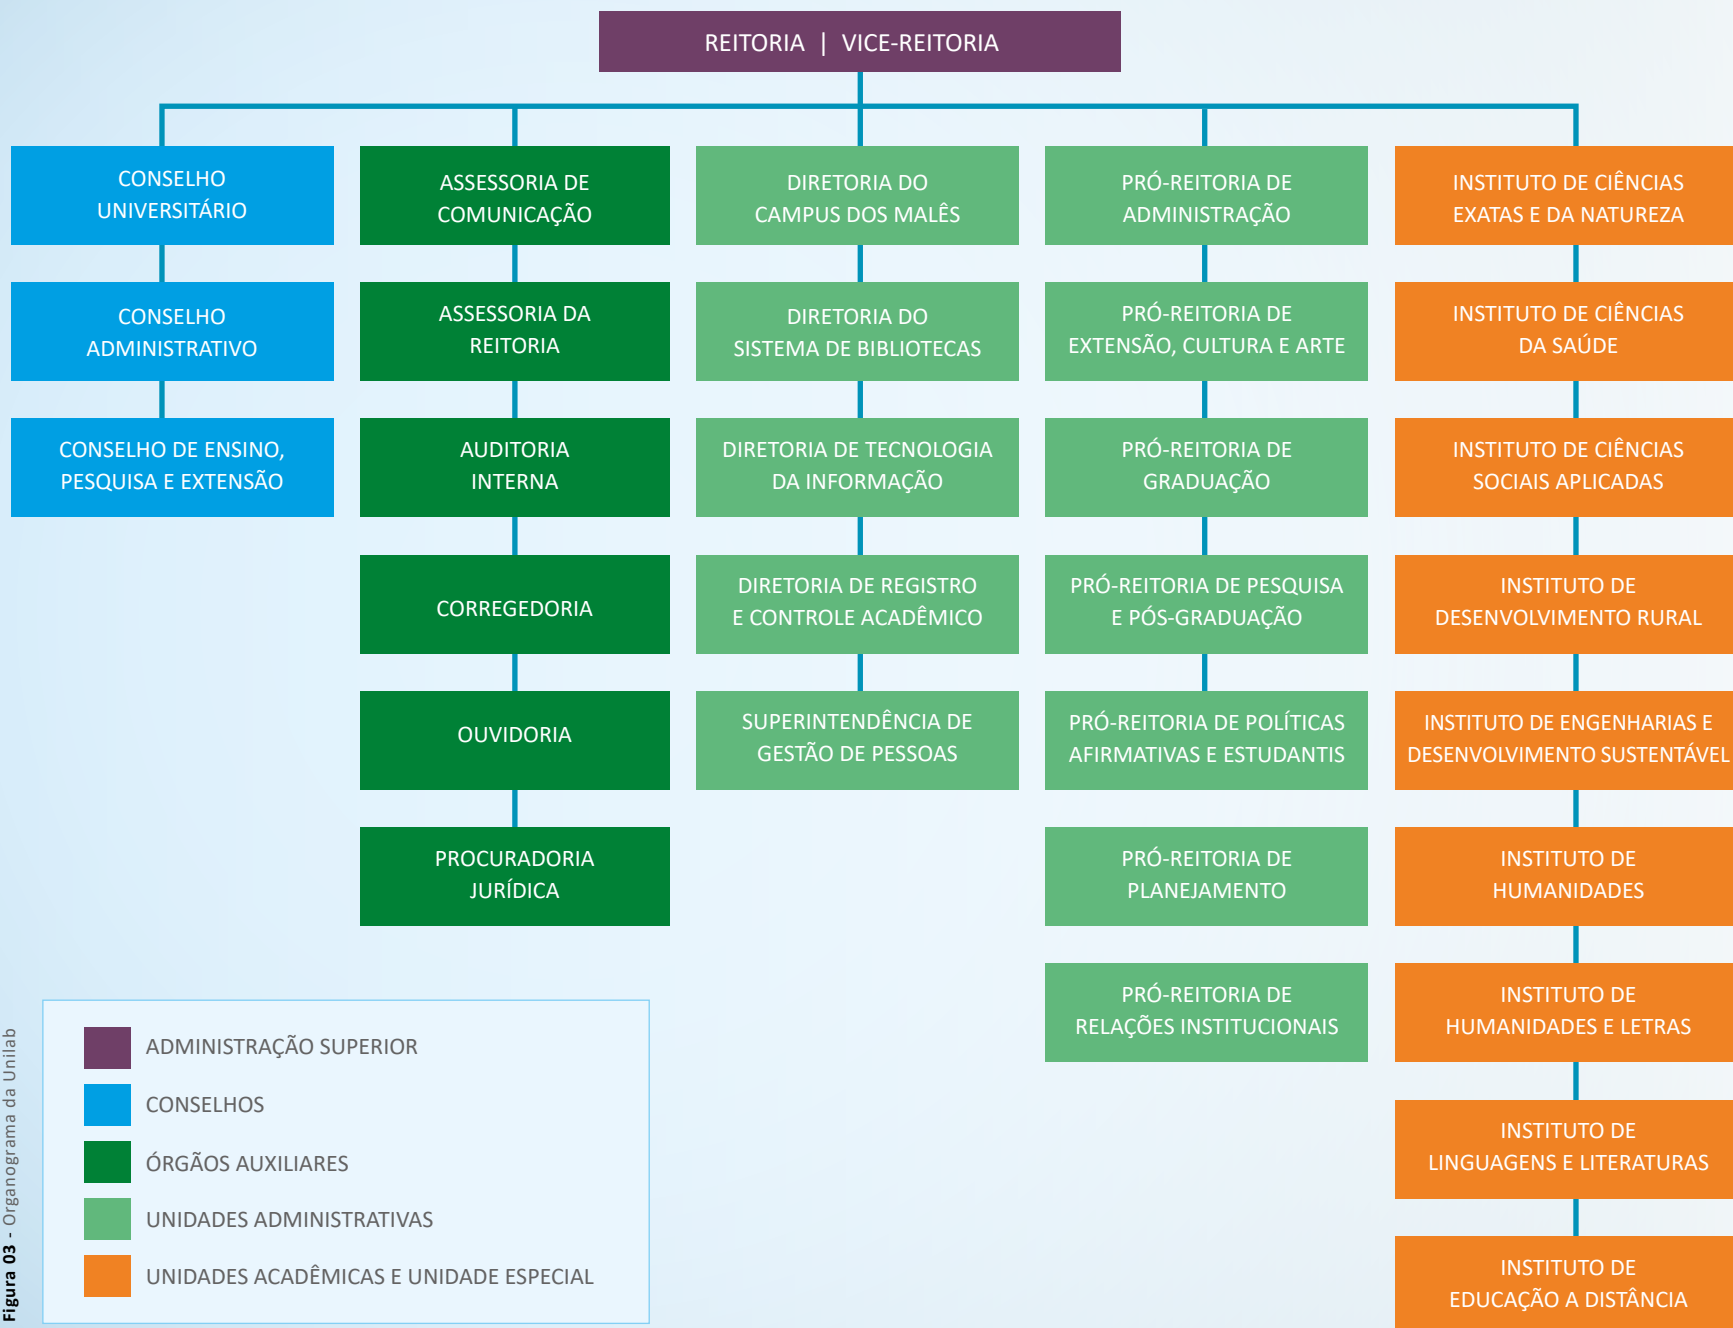 REITORIA | VICE-REITORIA
CONSELHO
UNIVERSITÁRIO
CONSELHO
ADMINISTRATIVO
CONSELHO DE ENSINO,
PESQUISA E EXTENSÃO
ASSESSORIA DE
COMUNICAÇÃO
ASSESSORIA DA
REITORIA
AUDITORIA
INTERNA
CORREGEDORIA
OUVIDORIA
PROCURADORIA
JURÍDICA
DIRETORIA DO
CAMPUS DOS MALÊS
DIRETORIA DO
SISTEMA DE BIBLIOTECAS
DIRETORIA DE TECNOLOGIA
DA INFORMAÇÃO
DIRETORIA DE REGISTRO
E CONTROLE ACADÊMICO
SUPERINTENDÊNCIA DE
GESTÃO DE PESSOAS
PRÓ-REITORIA DE
ADMINISTRAÇÃO
PRÓ-REITORIA DE
EXTENSÃO, CULTURA E ARTE
PRÓ-REITORIA DE
GRADUAÇÃO
PRÓ-REITORIA DE PESQUISA
E PÓS-GRADUAÇÃO
PRÓ-REITORIA DE POLÍTICAS
AFIRMATIVAS E ESTUDANTIS
PRÓ-REITORIA DE
PLANEJAMENTO
PRÓ-REITORIA DE
RELAÇÕES INSTITUCIONAIS
INSTITUTO DE CIÊNCIAS
EXATAS E DA NATUREZA
INSTITUTO DE CIÊNCIAS
DA SAÚDE
INSTITUTO DE CIÊNCIAS
SOCIAIS APLICADAS
INSTITUTO DE
DESENVOLVIMENTO RURAL
INSTITUTO DE ENGENHARIAS E
DESENVOLVIMENTO SUSTENTÁVEL
INSTITUTO DE
HUMANIDADES
INSTITUTO DE
HUMANIDADES E LETRAS
INSTITUTO DE
LINGUAGENS E LITERATURAS
INSTITUTO DE
EDUCAÇÃO A DISTÂNCIA
ADMINISTRAÇÃO SUPERIOR
CONSELHOS
ÓRGÃOS AUXILIARES
UNIDADES ADMINISTRATIVAS
UNIDADES ACADÊMICAS E UNIDADE ESPECIAL
Figura 03 - Organograma da Unilab